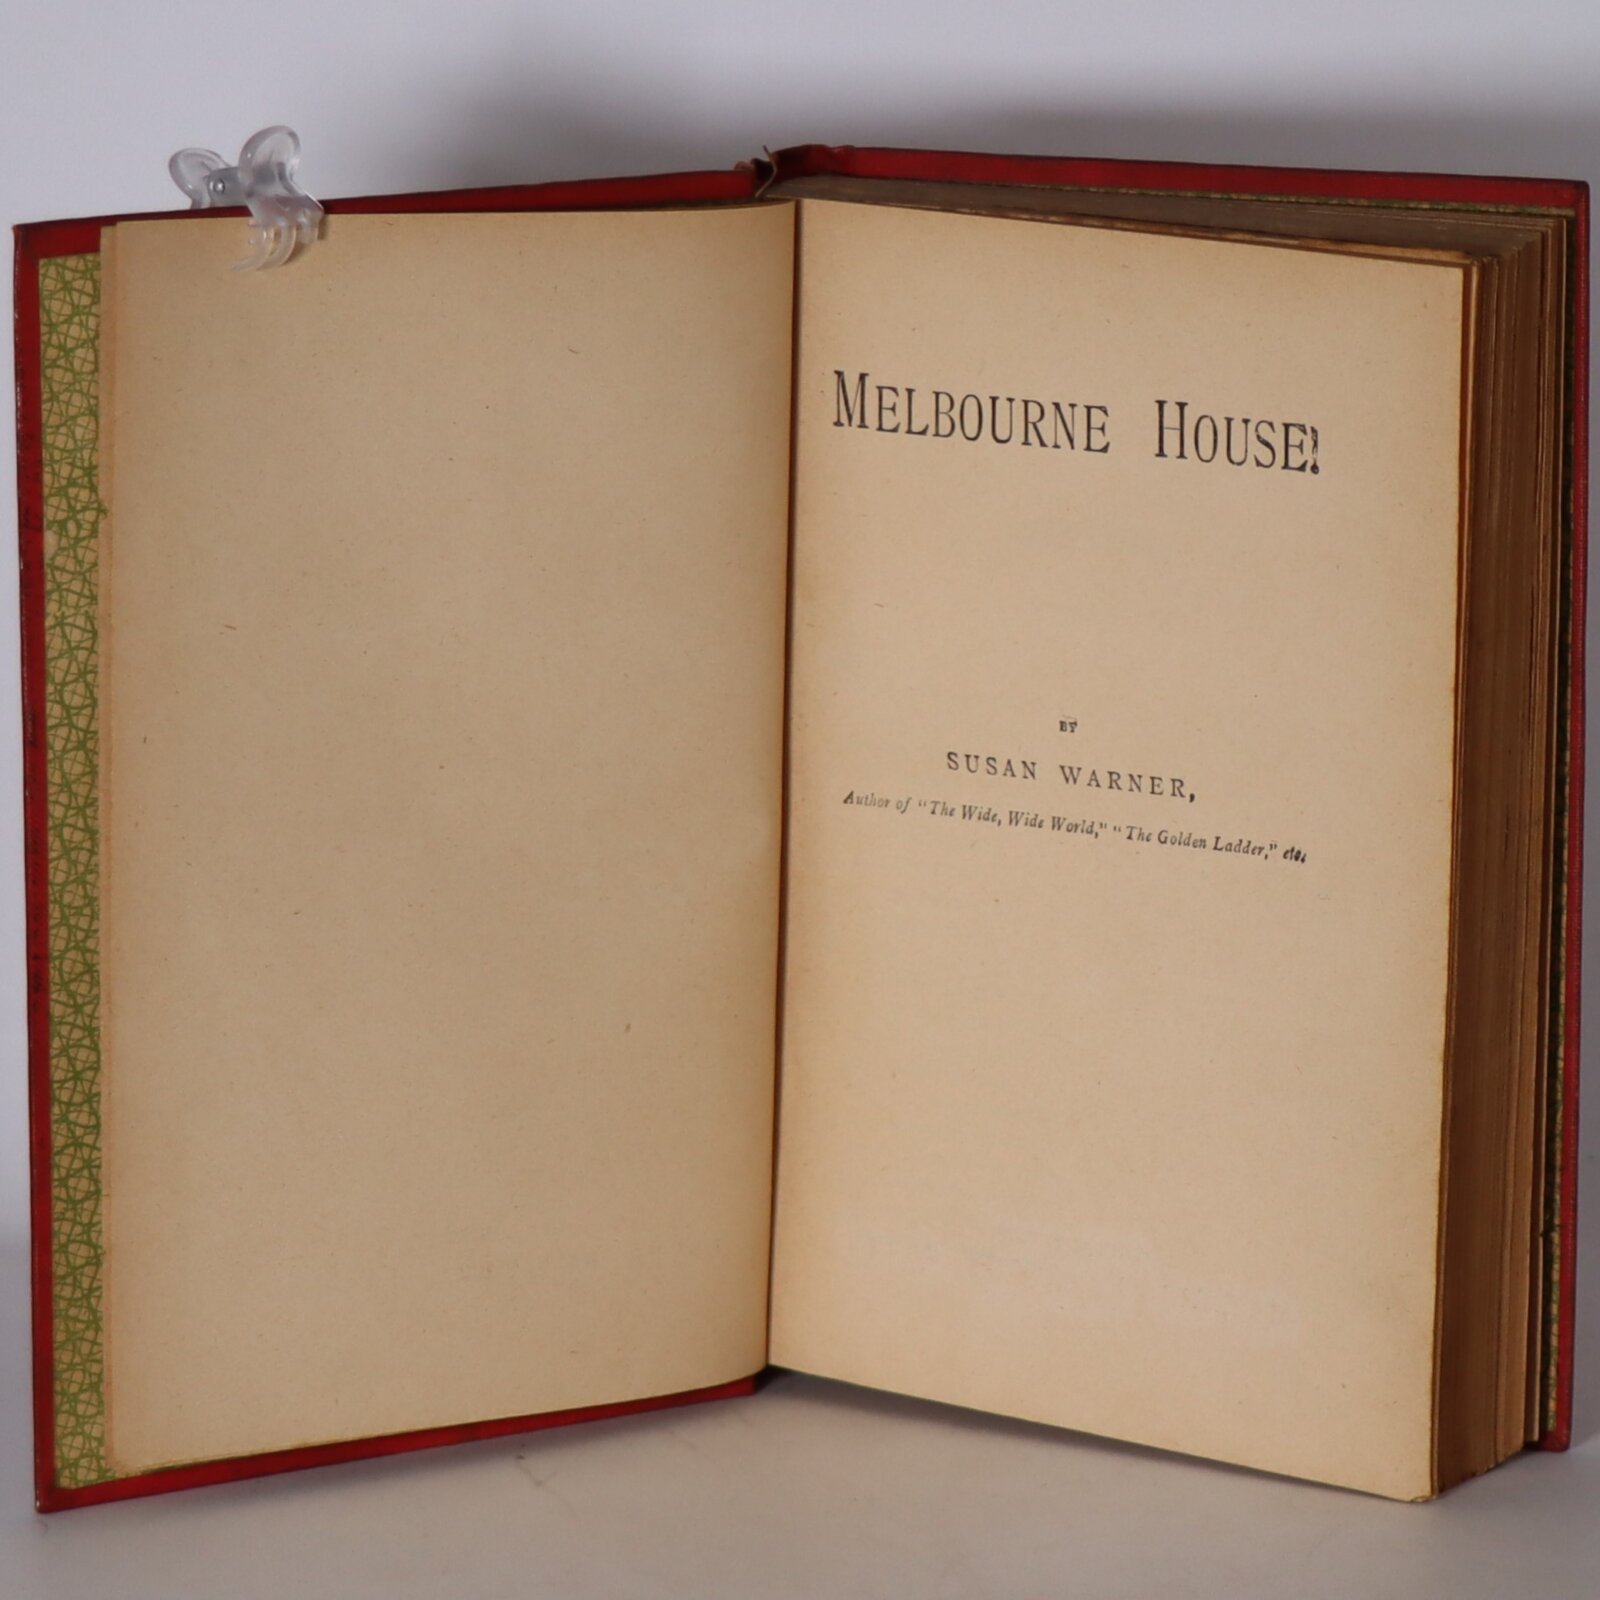 MELBOURNE HOUSE!
BY
SUSAN WARNER,
Author of "The Wide, Wide World," "The Golden Ladder," etc.